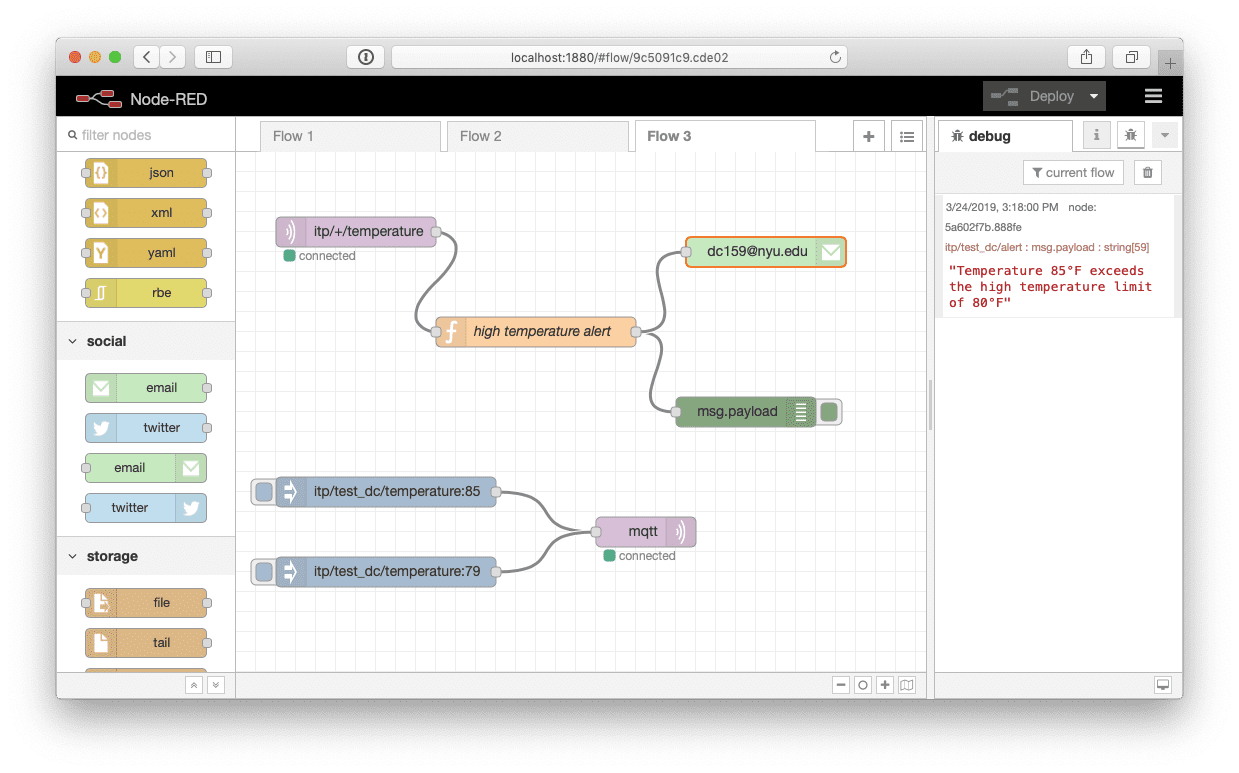 localhost:1880/#flow/9c5091c9.cde02
Node-RED
Deploy
filter nodes
Flow 1
Flow 2
Flow 3
debug
i
current flow
json
xml
yaml
rbe
social
email
twitter
email
twitter
storage
file
tail
itp/+/temperature
connected
high temperature alert
dc159@nyu.edu
msg.payload
itp/test_dc/temperature:85
itp/test_dc/temperature:79
mqtt
connected
3/24/2019, 3:18:00 PM node:
5a602f7b.888fe
itp/test_dc/alert : msg.payload : string[59]
"Temperature 85°F exceeds
the high temperature limit
of 80°F"